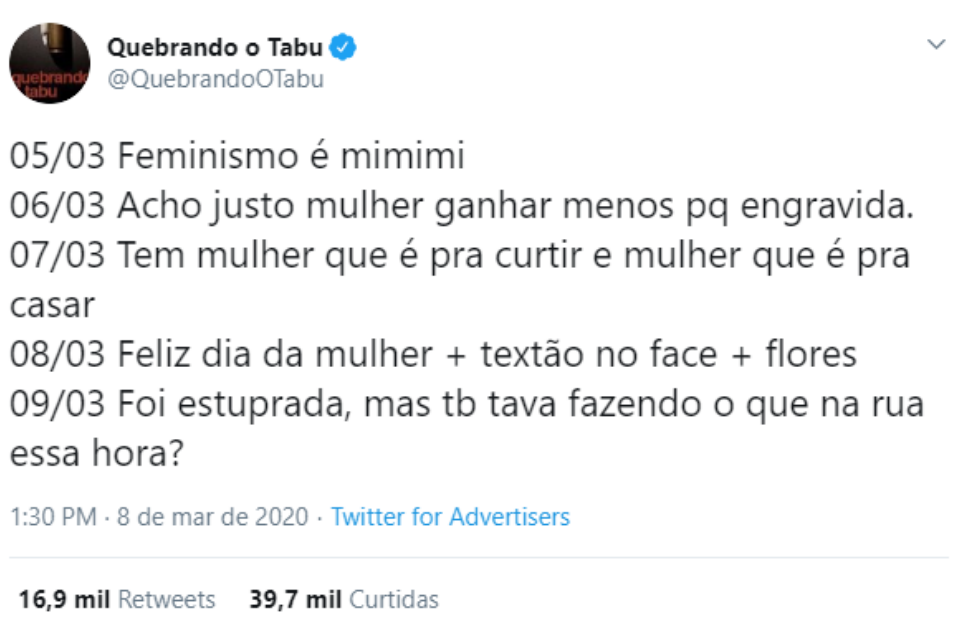 quebrando
tabu
Quebrando o Tabu
@QuebrandoOTabu
05/03 Feminismo é mimimi
06/03 Acho justo mulher ganhar menos pq engravida.
07/03 Tem mulher que é pra curtir e mulher que é pra
casar
08/03 Feliz dia da mulher + textão no face + flores
09/03 Foi estuprada, mas tb tava fazendo o que na rua
essa hora?
1:30 PM · 8 de mar de 2020 · Twitter for Advertisers
16,9 mil Retweets 39,7 mil Curtidas